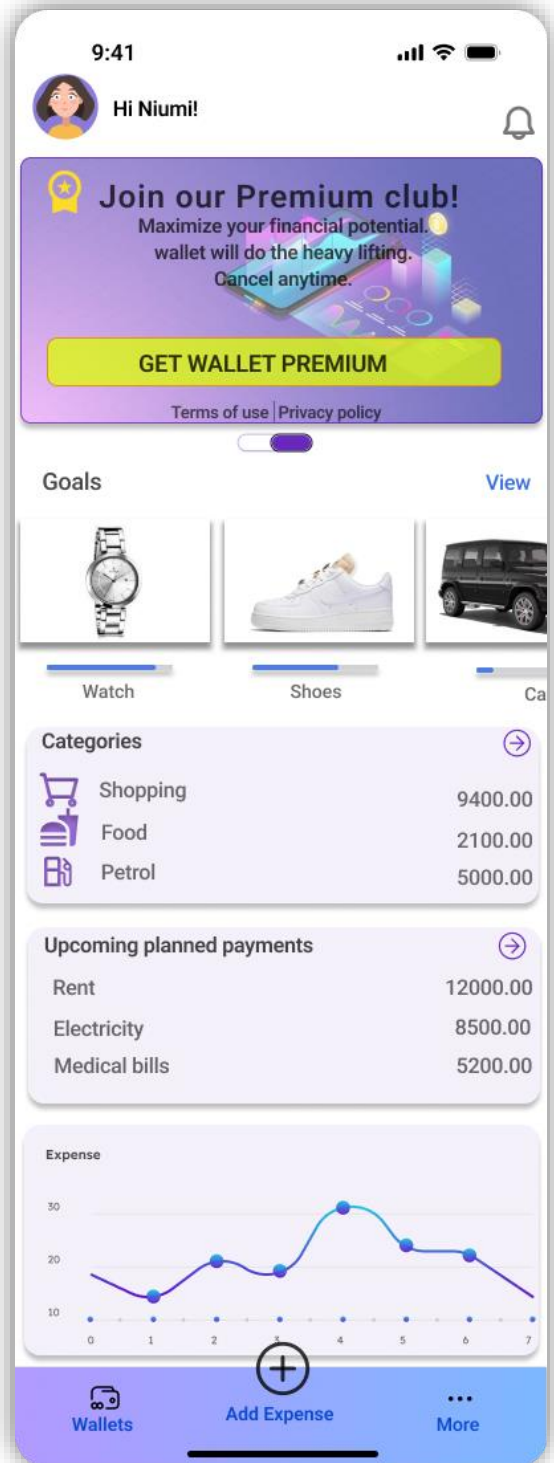 9:41
Hi Niumi!
Join our Premium club!
Maximize your financial potential.
wallet will do the heavy lifting.
Cancel anytime.
GET WALLET PREMIUM
Terms of use | Privacy policy
Goals View
Watch Shoes Ca
Categories
Shopping 9400.00
Food 2100.00
Petrol 5000.00
Upcoming planned payments
Rent 12000.00
Electricity 8500.00
Medical bills 5200.00
Expense
30
20
10
0 1 2 3 4 5 6 7
Wallets Add Expense More